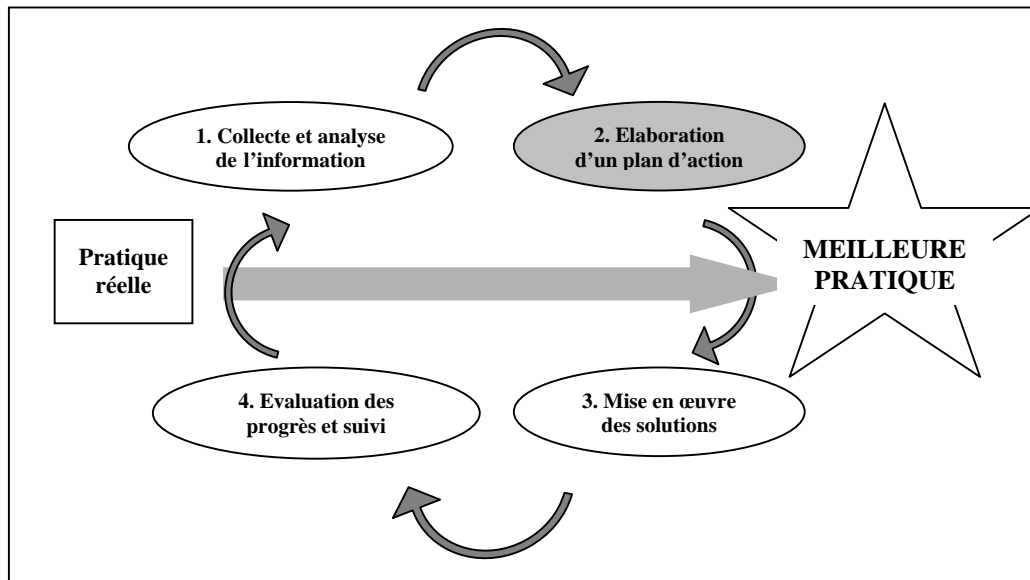 1. Collecte et analyse
de l’information
2. Elaboration
d’un plan d’action
Pratique
réelle
MEILLEURE
PRATIQUE
4. Evaluation des
progrès et suivi
3. Mise en œuvre
des solutions